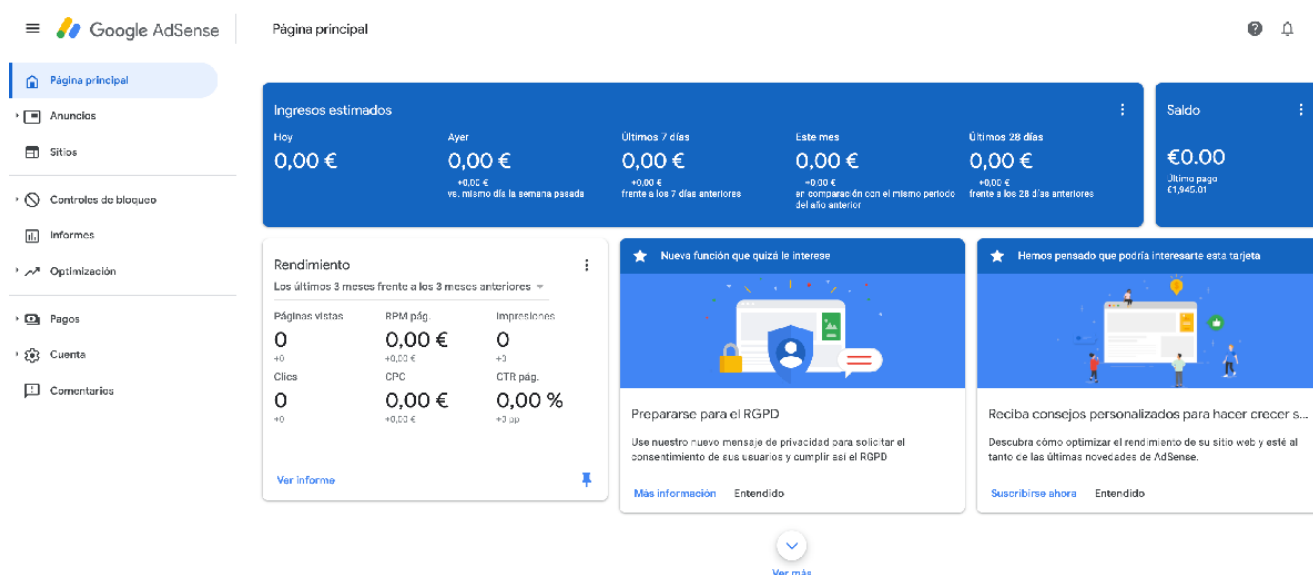 Google AdSense
Página principal
Página principal
Anuncios
Sitios
Controles de bloqueo
Informes
Optimización
Pagos
Cuenta
Comentarios
Ingresos estimados
Hoy
0,00 €
Ayer
0,00 €
+0,00 €
vs. mismo día la semana pasada
Últimos 7 días
0,00 €
+0,00 €
frente a los 7 días anteriores
Este mes
0,00 €
+0,00 €
en comparación con el mismo periodo
del año anterior
Últimos 28 días
0,00 €
+0,00 €
frente a los 28 días anteriores
Saldo
€0.00
Último pago
€1,945.01
Rendimiento
Los últimos 3 meses frente a los 3 meses anteriores
Páginas vistas
0
+0
RPM pág.
0,00 €
+0,00 €
Impresiones
0
+0
Clics
0
+0
CPC
0,00 €
+0,00 €
CTR pág.
0,00 %
+0 pp
Ver informe
Nueva función que quizá le interese
Prepararse para el RGPD
Use nuestro nuevo mensaje de privacidad para solicitar el
consentimiento de sus usuarios y cumplir así el RGPD
Más información Entendido
Hemos pensado que podría interesarte esta tarjeta
Reciba consejos personalizados para hacer crecer s...
Descubra cómo optimizar el rendimiento de su sitio web y esté al
tanto de las últimas novedades de AdSense.
Suscribirse ahora Entendido
Ver más